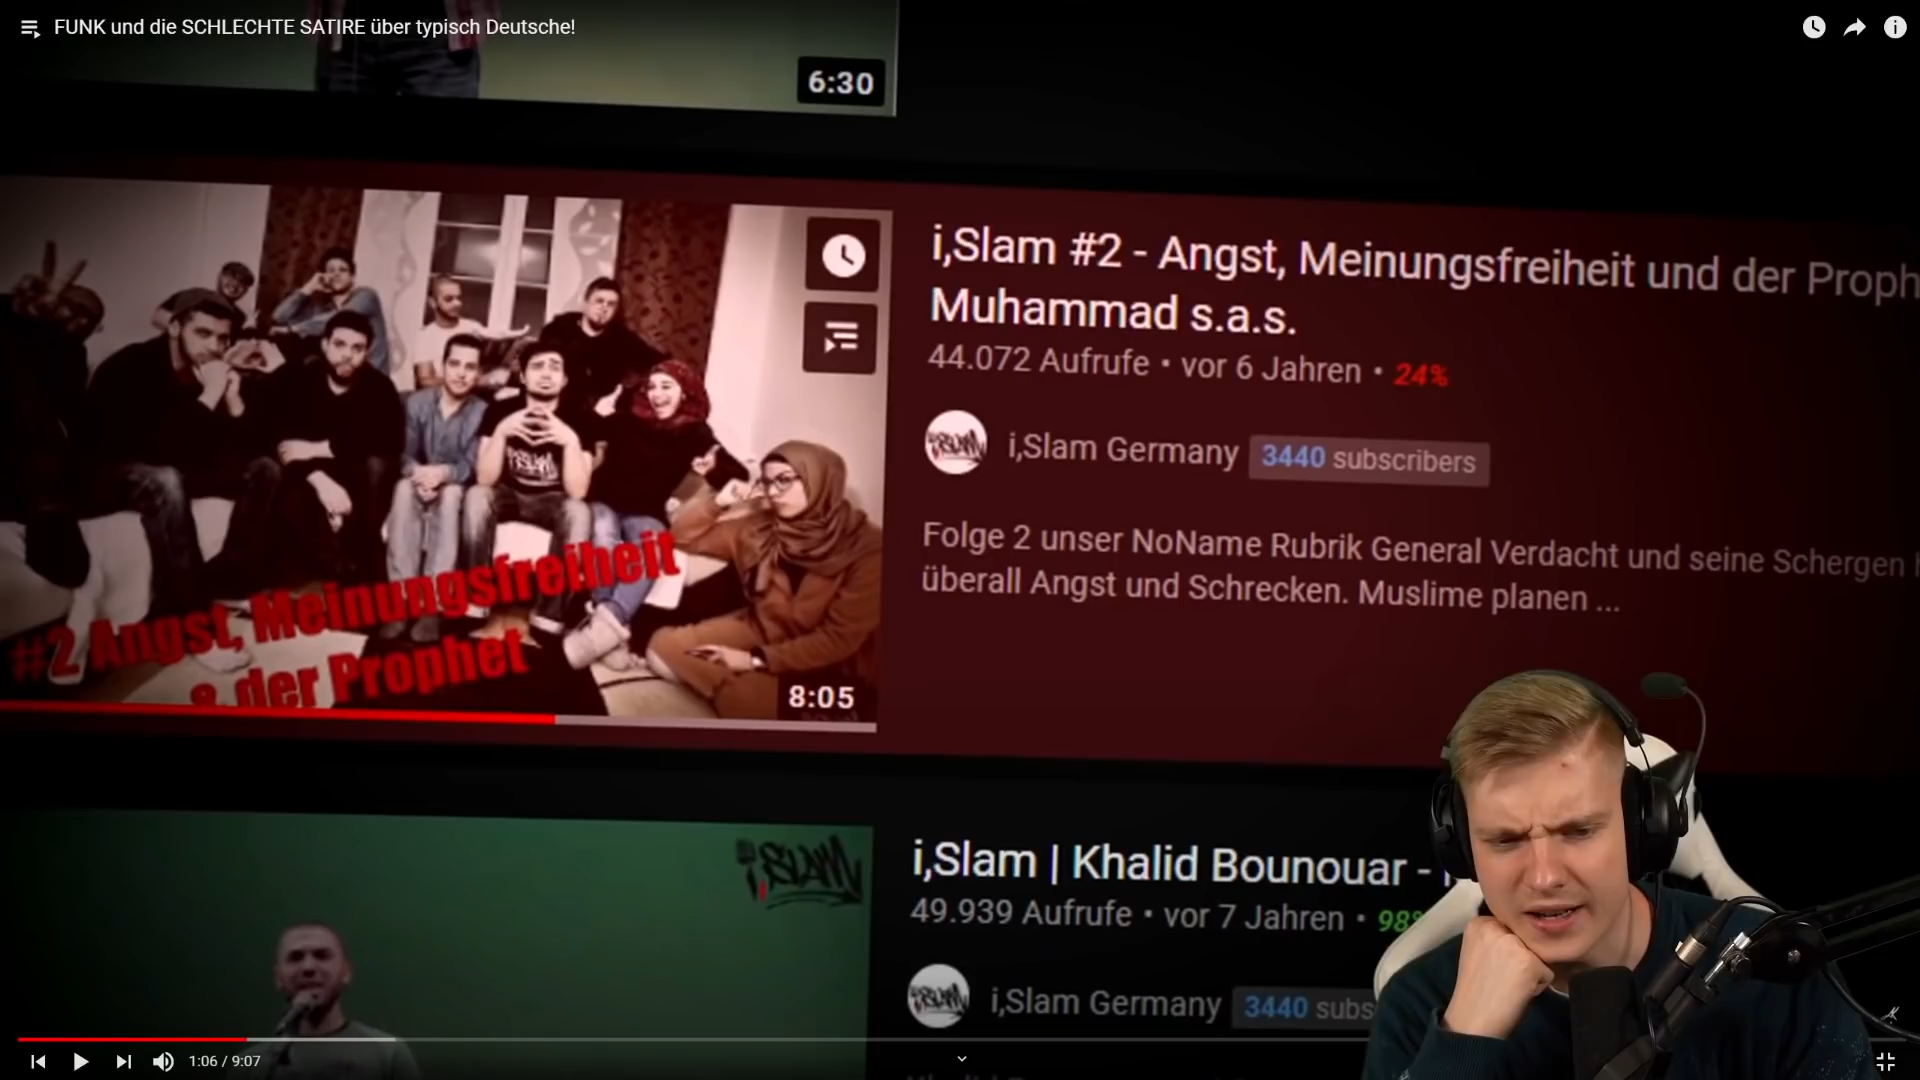 FUNK und die SCHLECHTE SATIRE über typisch Deutsche!
6:30
i,Slam #2 - Angst, Meinungsfreiheit und der Proph
Muhammad s.a.s.
44.072 Aufrufe • vor 6 Jahren • 24%
i,Slam Germany 3440 subscribers
Folge 2 unser NoName Rubrik General Verdacht und seine Schergen
überall Angst und Schrecken. Muslime planen ...
#2 Angst, Meinungsfreiheit
& der Prophet
8:05
i,SLAM
i,Slam | Khalid Bounouar -
49.939 Aufrufe • vor 7 Jahren • 98%
i,Slam Germany 3440 subs
1:06 / 9:07